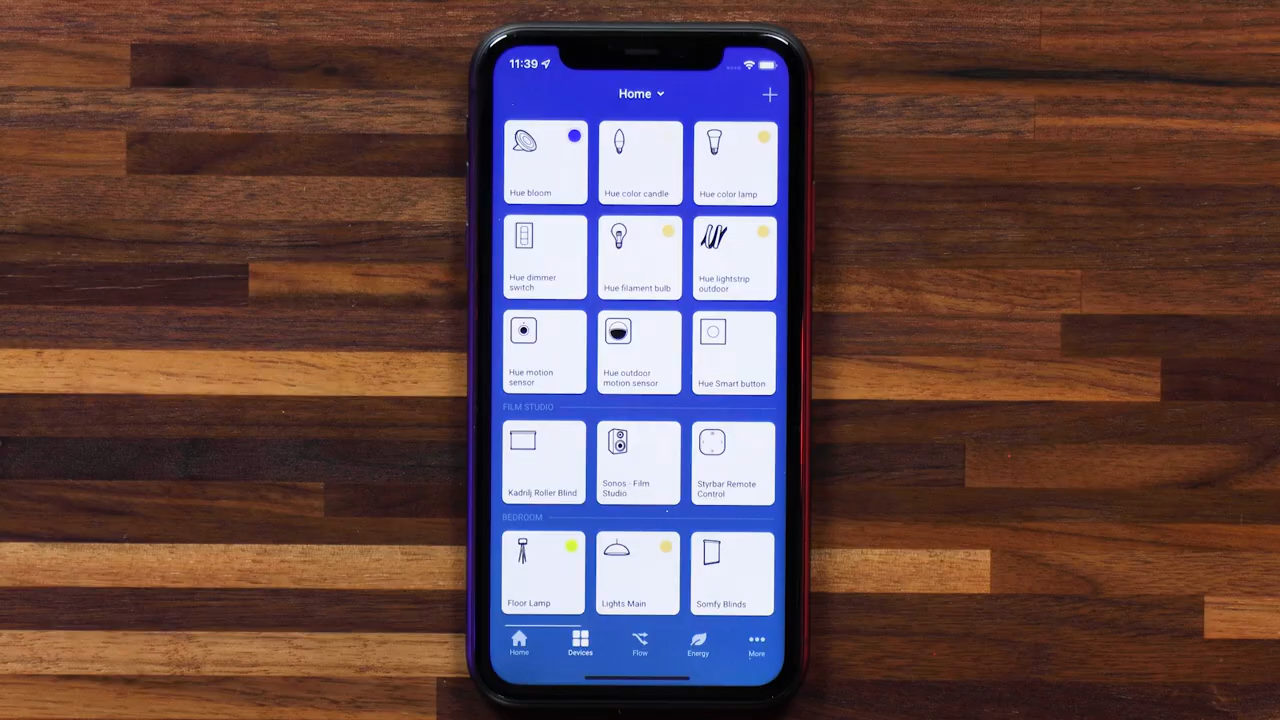 11:39
Home
Hue bloom
Hue color candle
Hue color lamp
Hue dimmer
switch
Hue filament bulb
Hue lightstrip
outdoor
Hue motion
sensor
Hue outdoor
motion sensor
Hue Smart button
FILM STUDIO
Kadrilj Roller Blind
Sonos - Film
Studio
Styrbar Remote
Control
BEDROOM
Floor Lamp
Lights Main
Somfy Blinds
Home
Devices
Flow
Energy
More